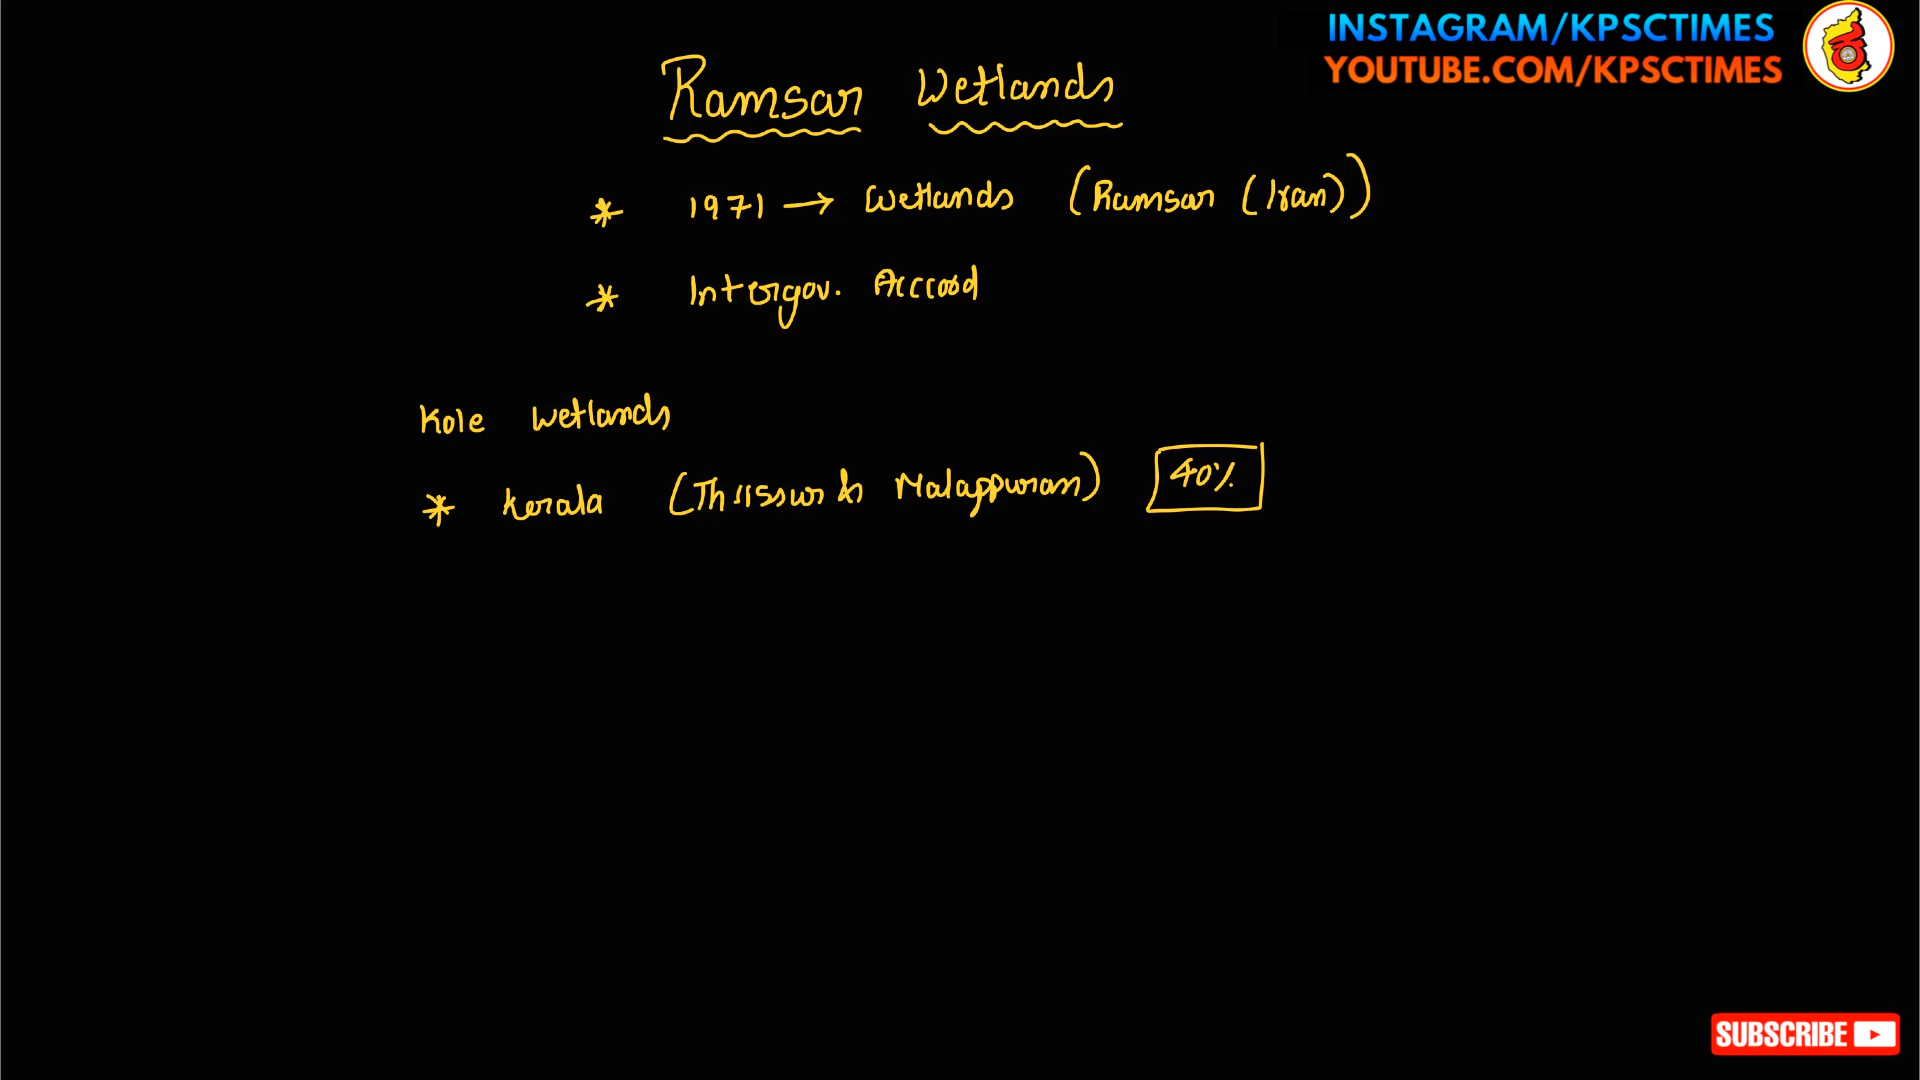 INSTAGRAM/KPSCTIMES
YOUTUBE.COM/KPSCTIMES
Ramsar Wetlands
* 1971 → Wetlands (Ramsar (Iran))
* Intergov. Accord
Kole Wetlands
* Kerala (Thrissur & Malappuram) 40%
SUBSCRIBE